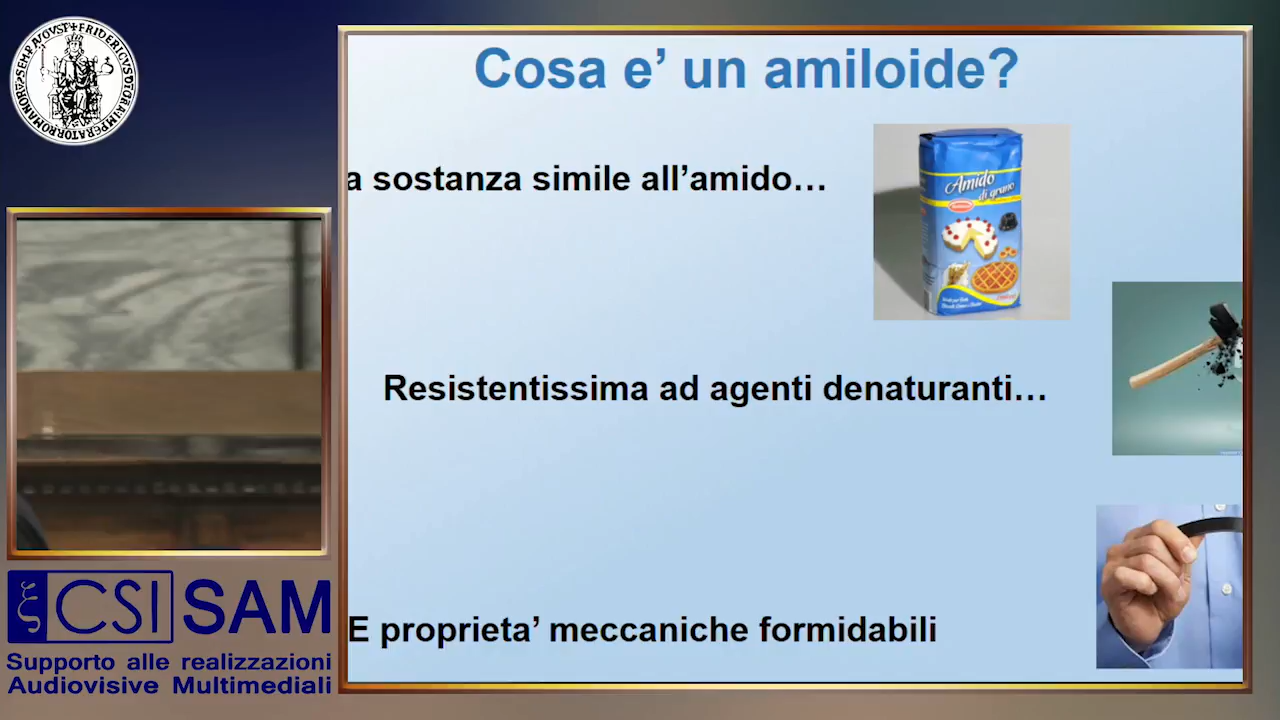 Cosa e’ un amiloide?
a sostanza simile all’amido…
Amido
di grano
Resistentissima ad agenti denaturanti…
E proprieta’ meccaniche formidabili
CSI SAM
Supporto alle realizzazioni
Audiovisive Multimediali